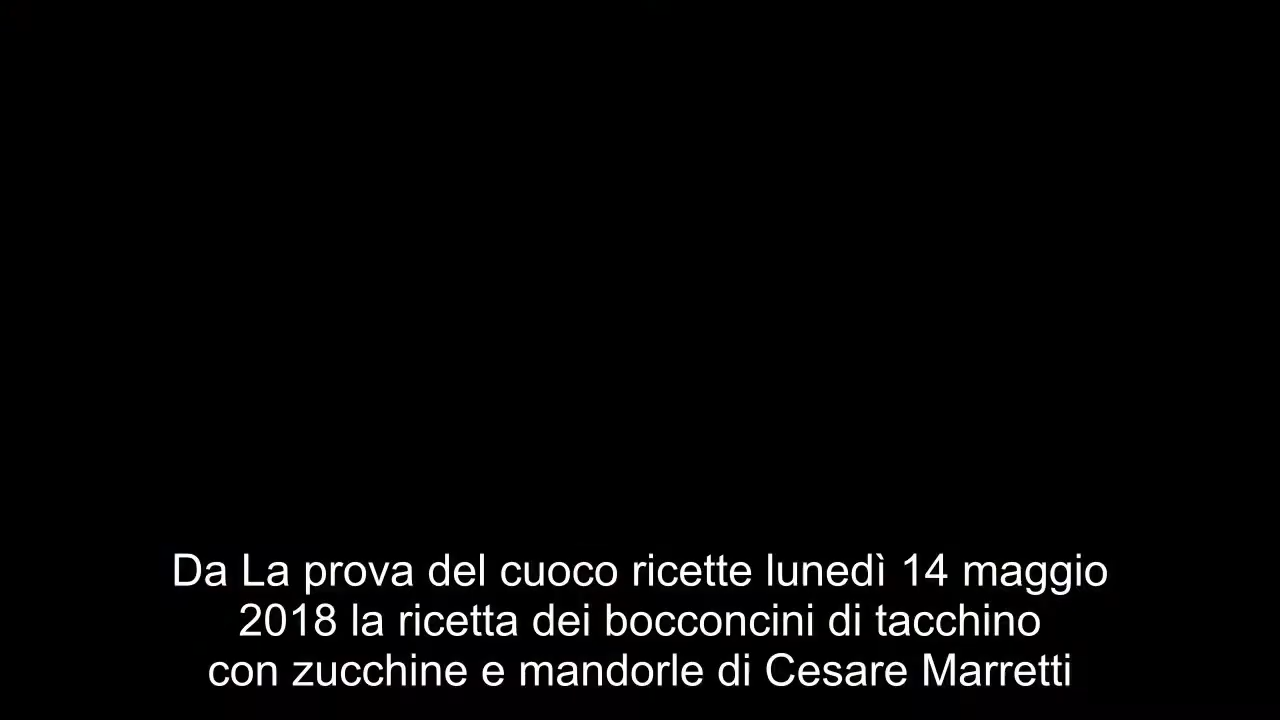 Da La prova del cuoco ricette lunedì 14 maggio
2018 la ricetta dei bocconcini di tacchino
con zucchine e mandorle di Cesare Marretti